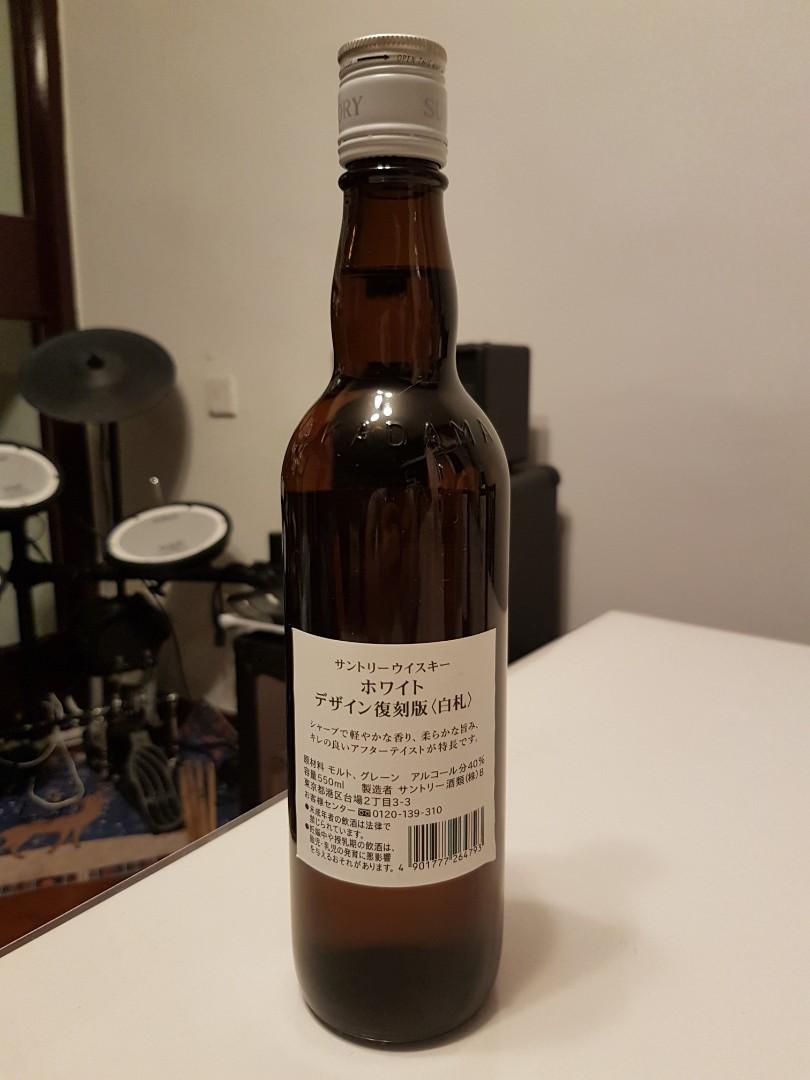 OPEN THIS WAY
ORY SU
KADAMA
サントリーウイスキー
ホワイト
デザイン復刻版〈白札〉
シャープで軽やかな香り、柔らかな旨み、
キレの良いアフターテイストが特長です。
原材料 モルト、グレーン アルコール分40%
容量550ml 製造者 サントリー酒類(株)B
東京都港区台場2丁目3-3
お客様センター 0120-139-310
●未成年者の飲酒は法律で
禁じられています。
●妊娠中や授乳期の飲酒は、
胎児・乳児の発育に悪影響
を与えるおそれがあります。
4 901777 264793